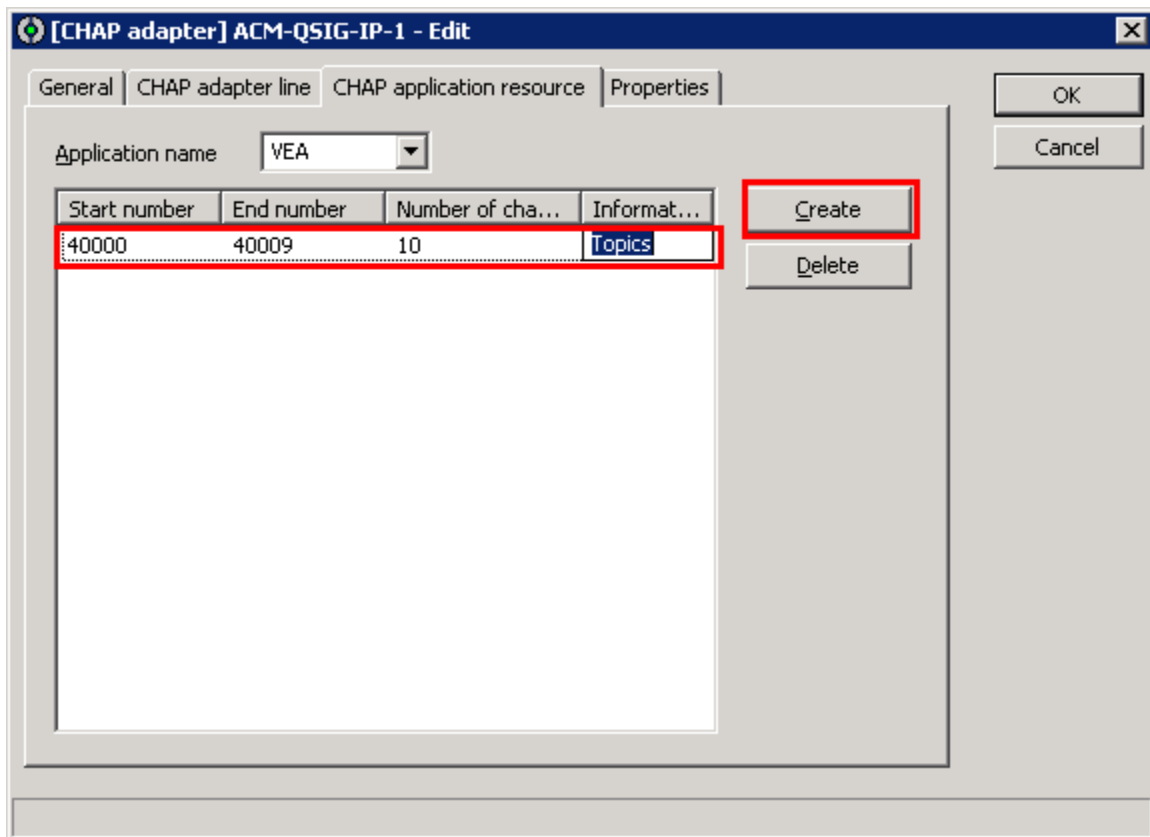 [CHAP adapter] ACM-QSIG-IP-1 - Edit
General CHAP adapter line CHAP application resource Properties
OK
Application name VEA
Cancel
Start number End number Number of cha... Informat...
Create
40000 40009 10 Topics
Delete